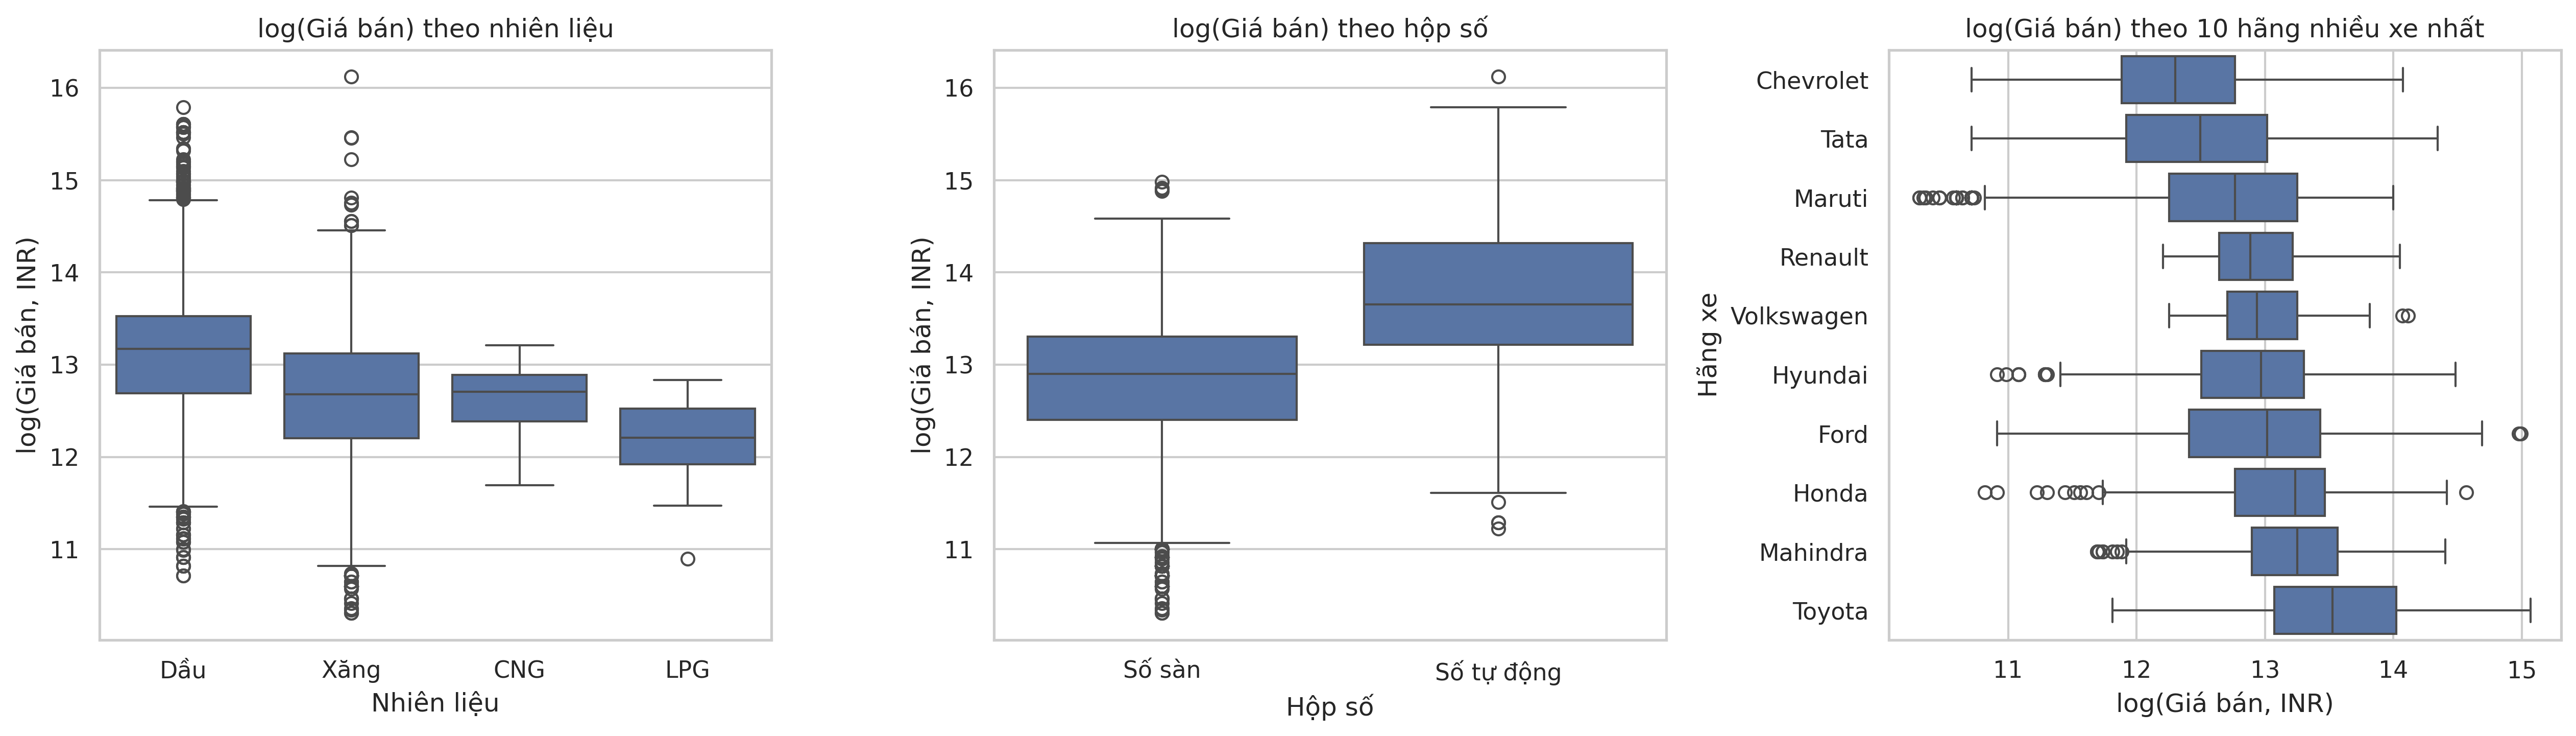 log(Giá bán) theo nhiên liệu
16
15
14
13
12
11
log(Giá bán, INR)
Dầu
Xăng
CNG
LPG
Nhiên liệu
log(Giá bán) theo hộp số
16
15
14
13
12
11
log(Giá bán, INR)
Số sàn
Số tự động
Hộp số
log(Giá bán) theo 10 hãng nhiều xe nhất
Chevrolet
Tata
Maruti
Renault
Volkswagen
Hyundai
Ford
Honda
Mahindra
Toyota
Hãng xe
11
12
13
14
15
log(Giá bán, INR)